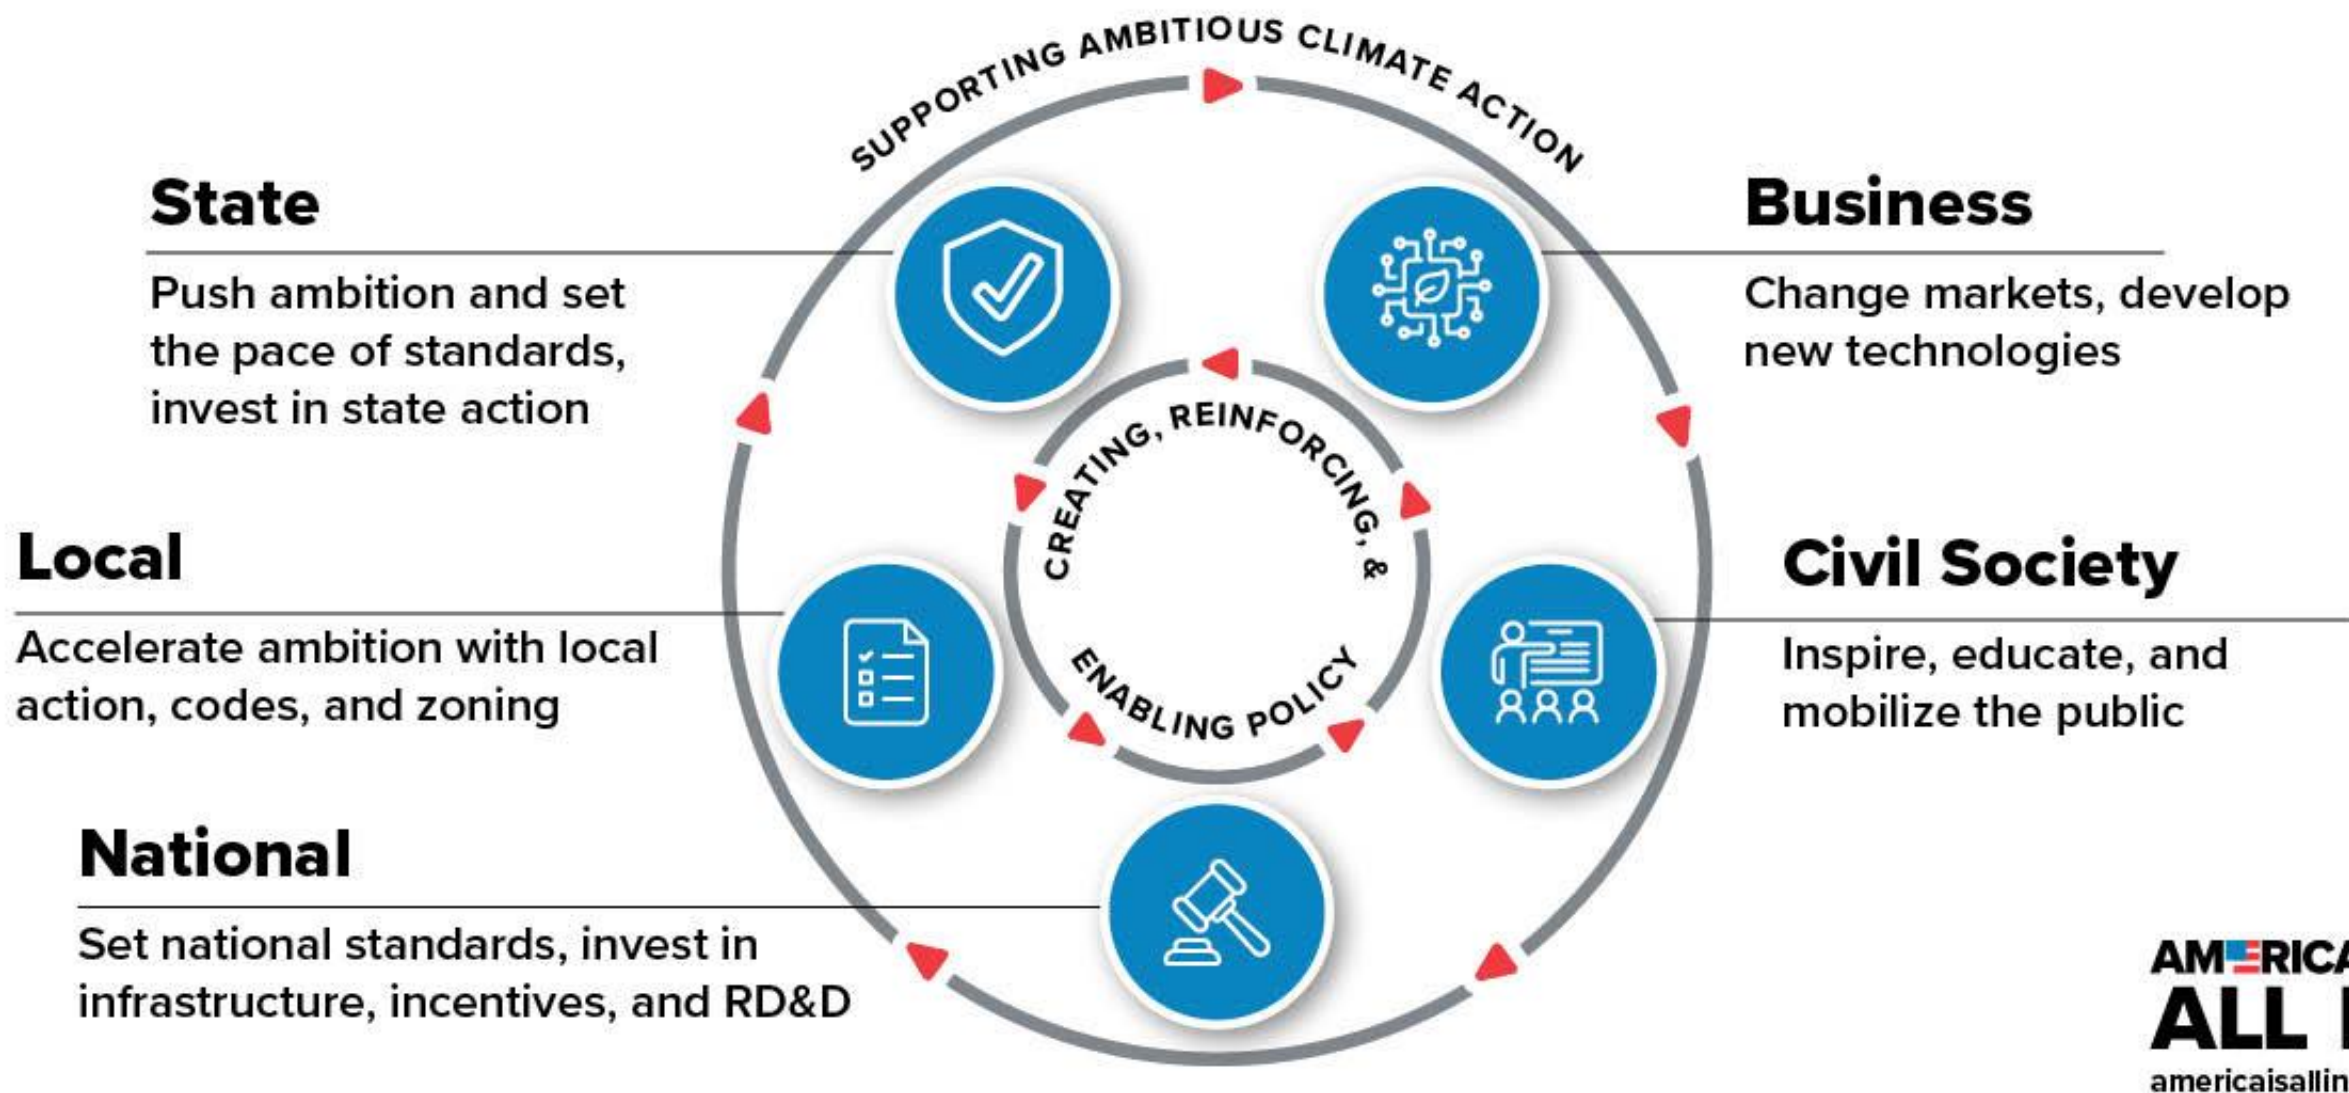 SUPPORTING AMBITIOUS CLIMATE ACTION
State
Push ambition and set
the pace of standards,
invest in state action
Business
Change markets, develop
new technologies
CREATING, REINFORCING, &
ENABLING POLICY
Local
Accelerate ambition with local
action, codes, and zoning
Civil Society
Inspire, educate, and
mobilize the public
National
Set national standards, invest in
infrastructure, incentives, and RD&D
AMERICA
ALL
americaisallin